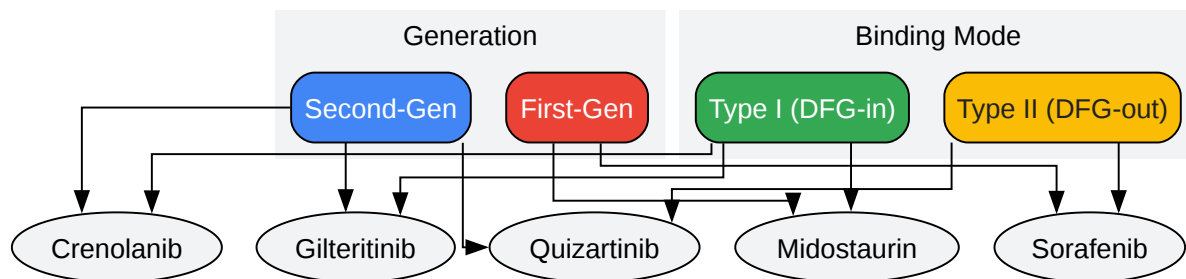 Generation
Binding Mode
Second-Gen
First-Gen
Type I (DFG-in)
Type II (DFG-out)
Crenolanib
Gilteritinib
Quizartinib
Midostaurin
Sorafenib